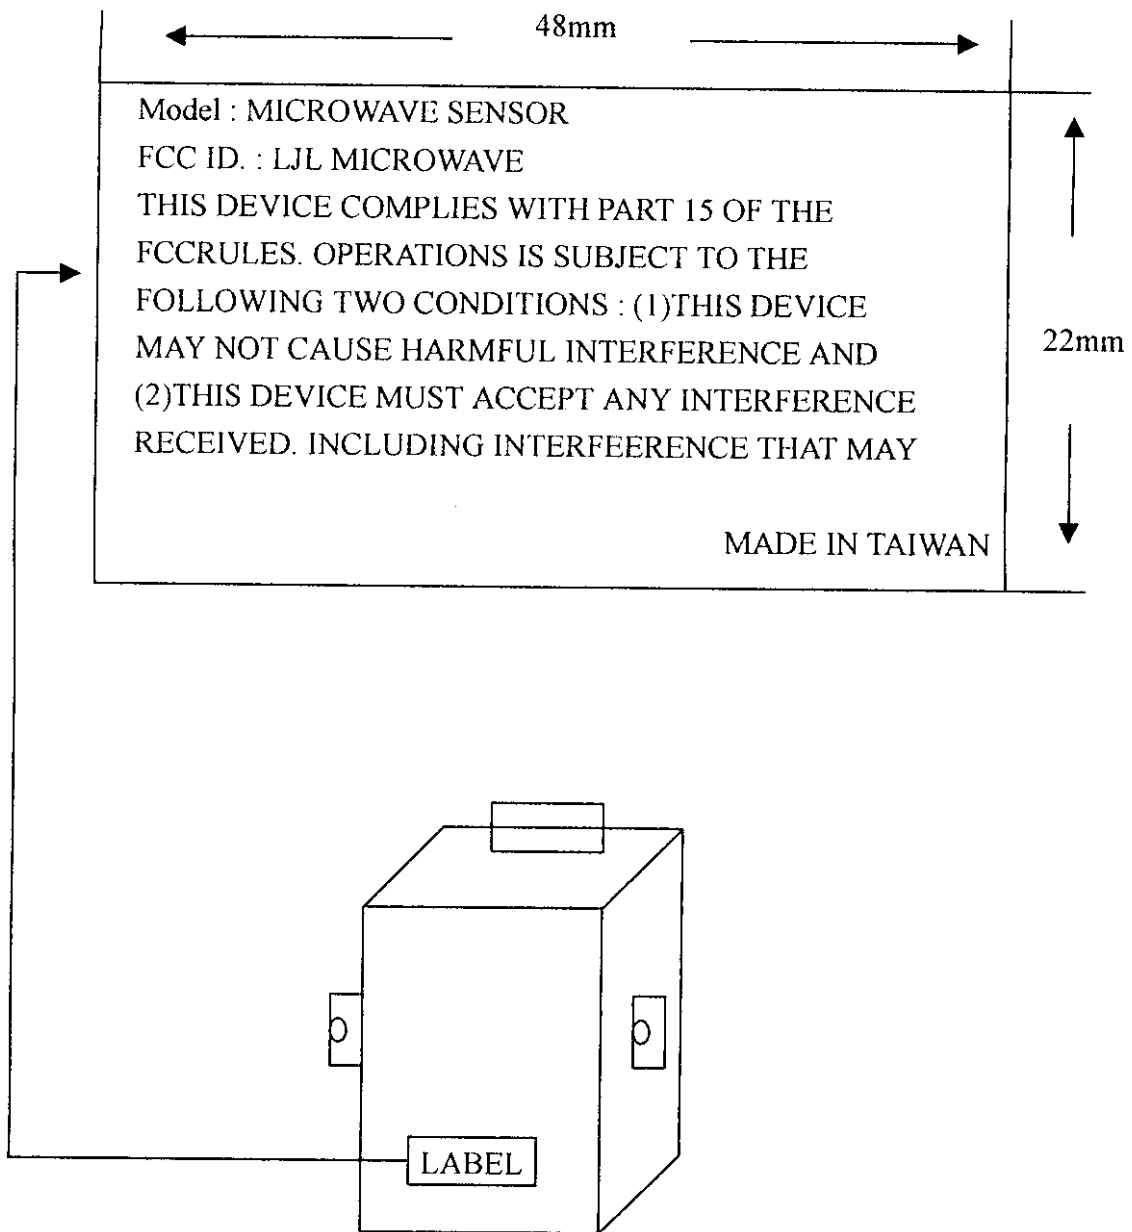 48mm
Model : MICROWAVE SENSOR
FCC ID. : LJL MICROWAVE
THIS DEVICE COMPLIES WITH PART 15 OF THE
FCCRULES. OPERATIONS IS SUBJECT TO THE
FOLLOWING TWO CONDITIONS : (1)THIS DEVICE
MAY NOT CAUSE HARMFUL INTERFERENCE AND
(2)THIS DEVICE MUST ACCEPT ANY INTERFERENCE
RECEIVED. INCLUDING INTERFEERENCE THAT MAY
22mm
MADE IN TAIWAN
LABEL